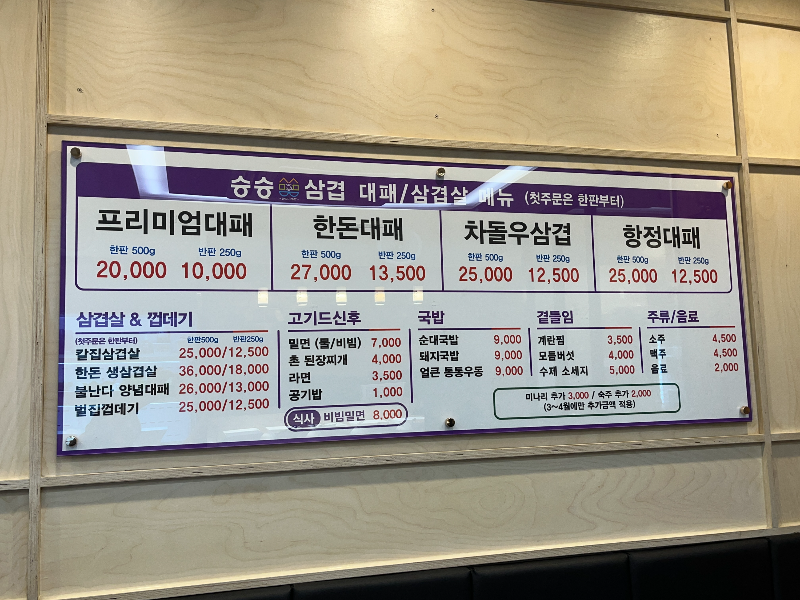 승승 삼겹 대패/삼겹살 메뉴 (첫주문은 한판부터)
프리미엄대패
한판 500g 반판 250g
20,000 10,000
한돈대패
한판 500g 반판 250g
27,000 13,500
차돌우삼겹
한판 500g 반판 250g
25,000 12,500
항정대패
한판 500g 반판 250g
25,000 12,500
삼겹살 & 껍데기
(첫주문은 한판부터) 한판500g 반판250g
칼집삼겹살 25,000/12,500
한돈 생삼겹살 36,000/18,000
불난다 양념대패 26,000/13,000
벌집껍데기 25,000/12,500
고기드신후
밀면 (물/비빔) 7,000
촌 된장찌개 4,000
라면 3,500
공기밥 1,000
식사 비빔밀면 8,000
국밥
순대국밥 9,000
돼지국밥 9,000
얼큰 통통우동 9,000
곁들임
계란찜 3,500
모듬버섯 4,000
수제 소세지 5,000
주류/음료
소주 4,500
맥주 4,500
음료 2,000
미나리 추가 3,000 / 숙주 추가 2,000
(3~4월에만 추가금액 적용)